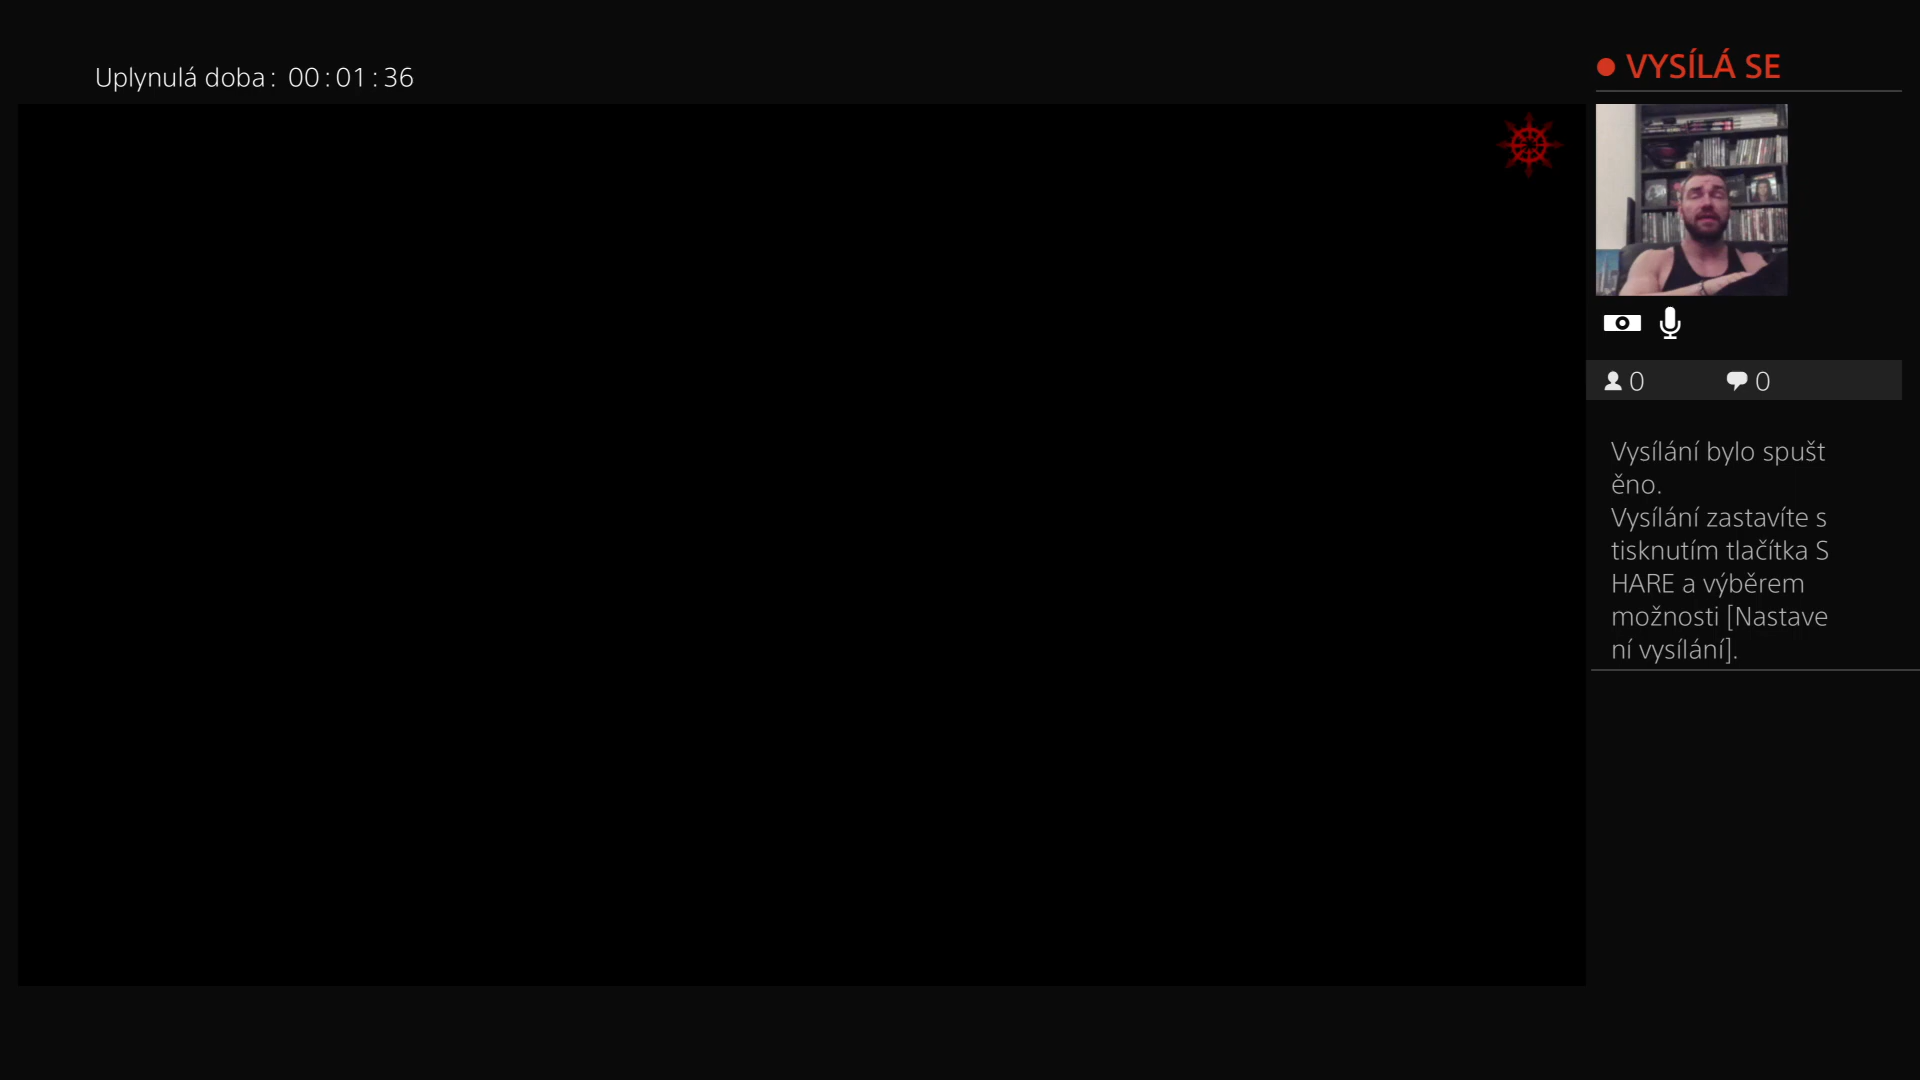 Uplynulá doba: 00:01:36
VYSÍLÁ SE
0 0
Vysílání bylo spušt
ěno.
Vysílání zastavíte s
tisknutím tlačítka S
HARE a výběrem
možnosti [Nastave
ní vysílání].